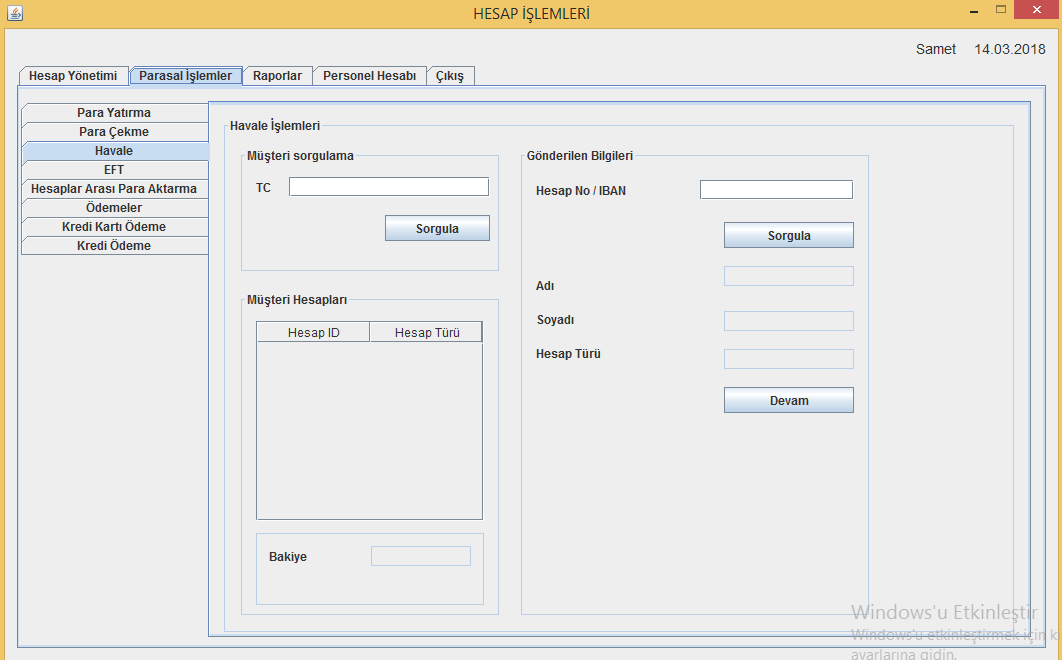 HESAP İŞLEMLERİ
Samet 14.03.2018
Hesap Yönetimi Parasal İşlemler Raporlar Personel Hesabı Çıkış
Para Yatırma
Para Çekme
Havale
EFT
Hesaplar Arası Para Aktarma
Ödemeler
Kredi Kartı Ödeme
Kredi Ödeme
Havale İşlemleri
Müşteri sorgulama
TC
Sorgula
Müşteri Hesapları
Hesap ID Hesap Türü
Bakiye
Gönderilen Bilgileri
Hesap No / IBAN
Sorgula
Adı
Soyadı
Hesap Türü
Devam
Windows'u Etkinleştir
Windows'u etkinleştirmek için k
ayarlarına gidin.